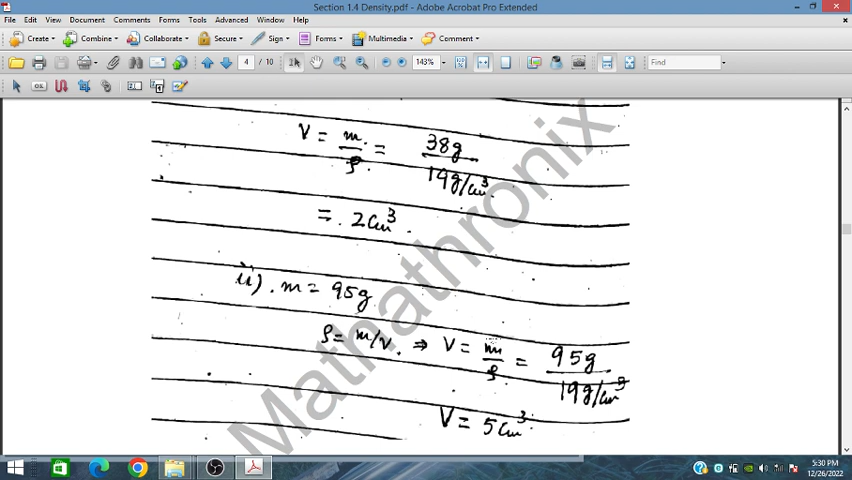 Section 1.4 Density.pdf - Adobe Acrobat Pro Extended
File Edit View Document Comments Forms Tools Advanced Window Help
Create Combine Collaborate Secure Sign Forms Multimedia Comment
4 / 10 143% Find
V = m/ρ = 38g / 19g/cm³
= 2cm³.
ii). m = 95g
ρ = m/v. ⇒ V = m/ρ = 95g / 19g/cm³
V = 5cm³.
Mathathronix
5:30 PM
12/26/2022